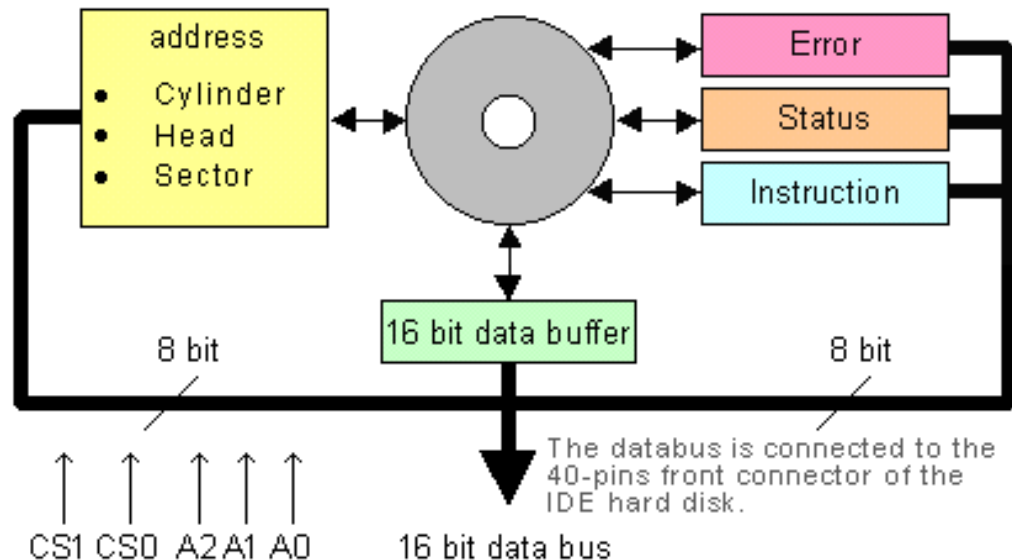 address
• Cylinder
• Head
• Sector
Error
Status
Instruction
16 bit data buffer
8 bit
8 bit
The databus is connected to the
40-pins front connector of the
IDE hard disk.
CS1 CS0 A2 A1 A0
16 bit data bus